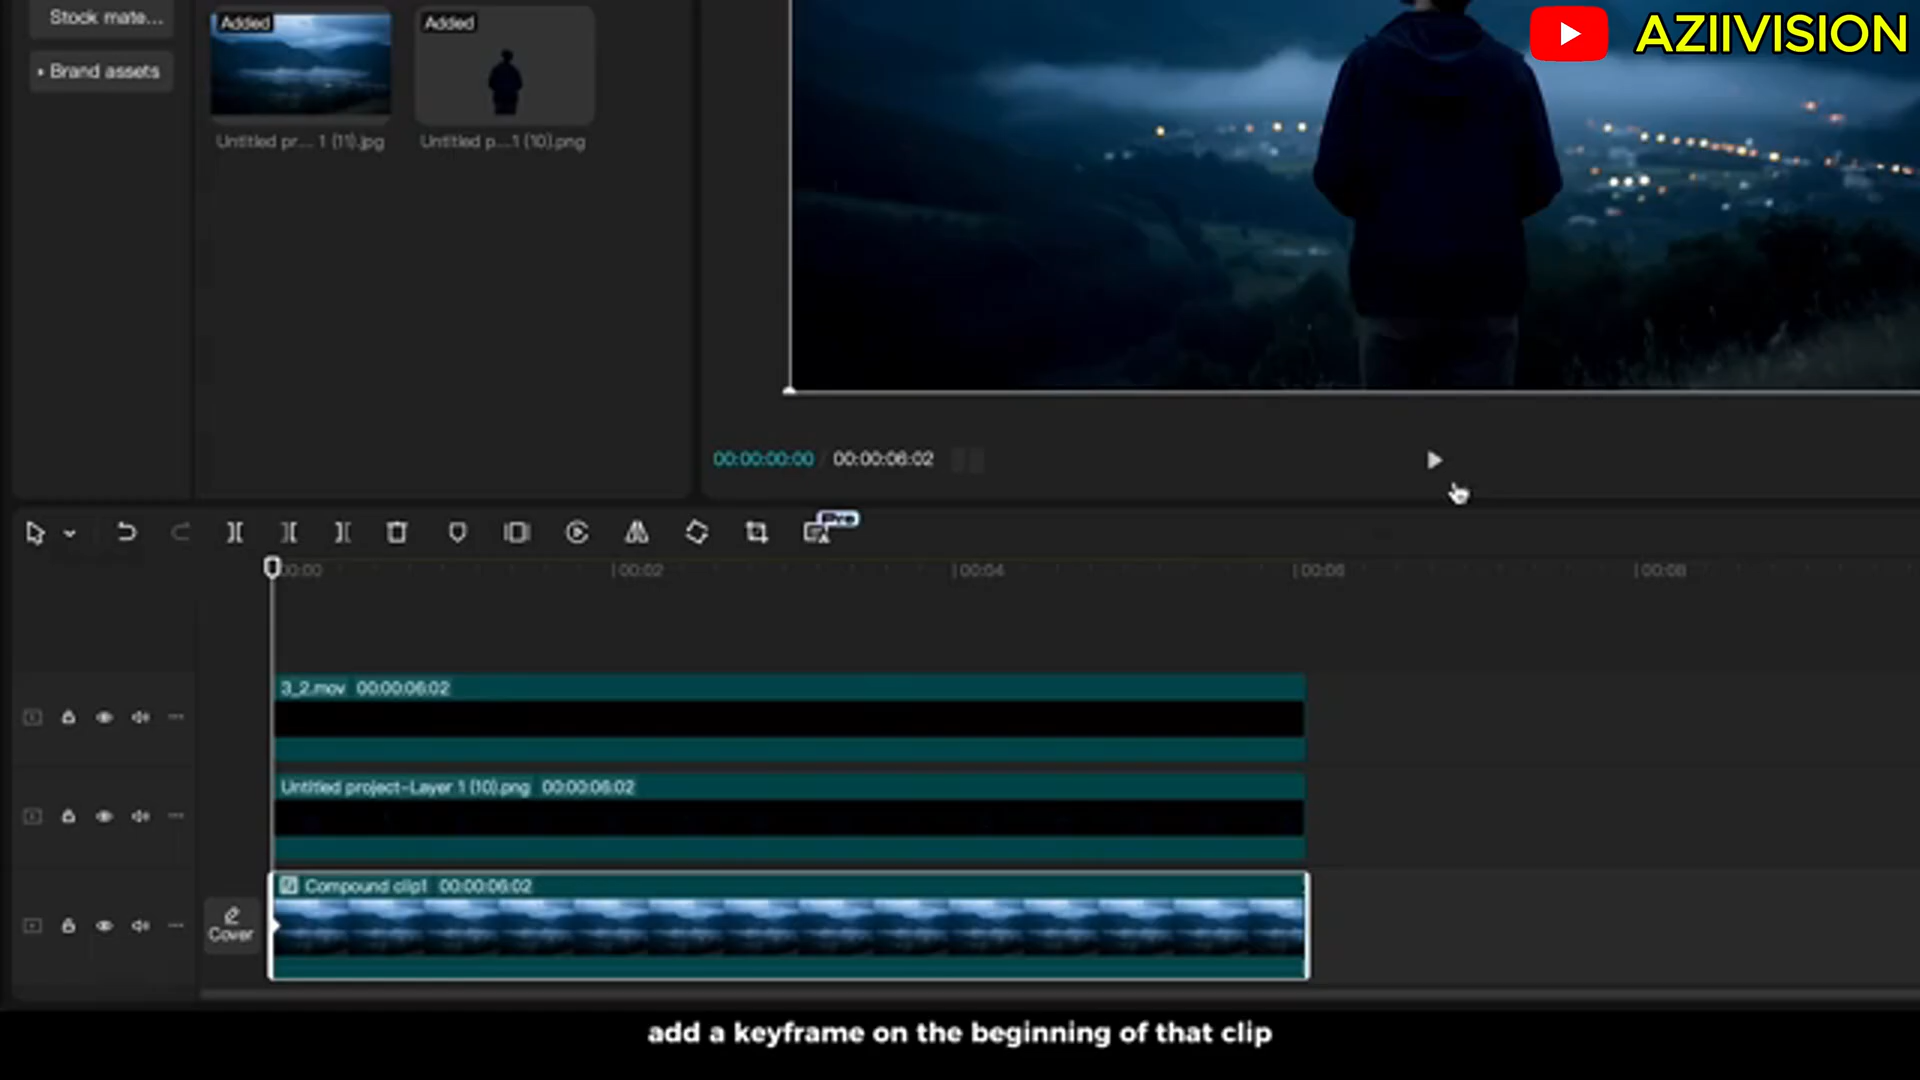 Stock mate...
Brand assets
Added
Added
Untitled pr... 1 (11).jpg
Untitled p...1 (10).png
AZIIVISION
00:00:00:00 / 00:00:06:02
Pro
00:00
00:02
00:04
00:06
00:08
3_2.mov 00:00:06:02
Untitled project-Layer 1 (10).png 00:00:06:02
Compound clip1 00:00:06:02
Cover
add a keyframe on the beginning of that clip